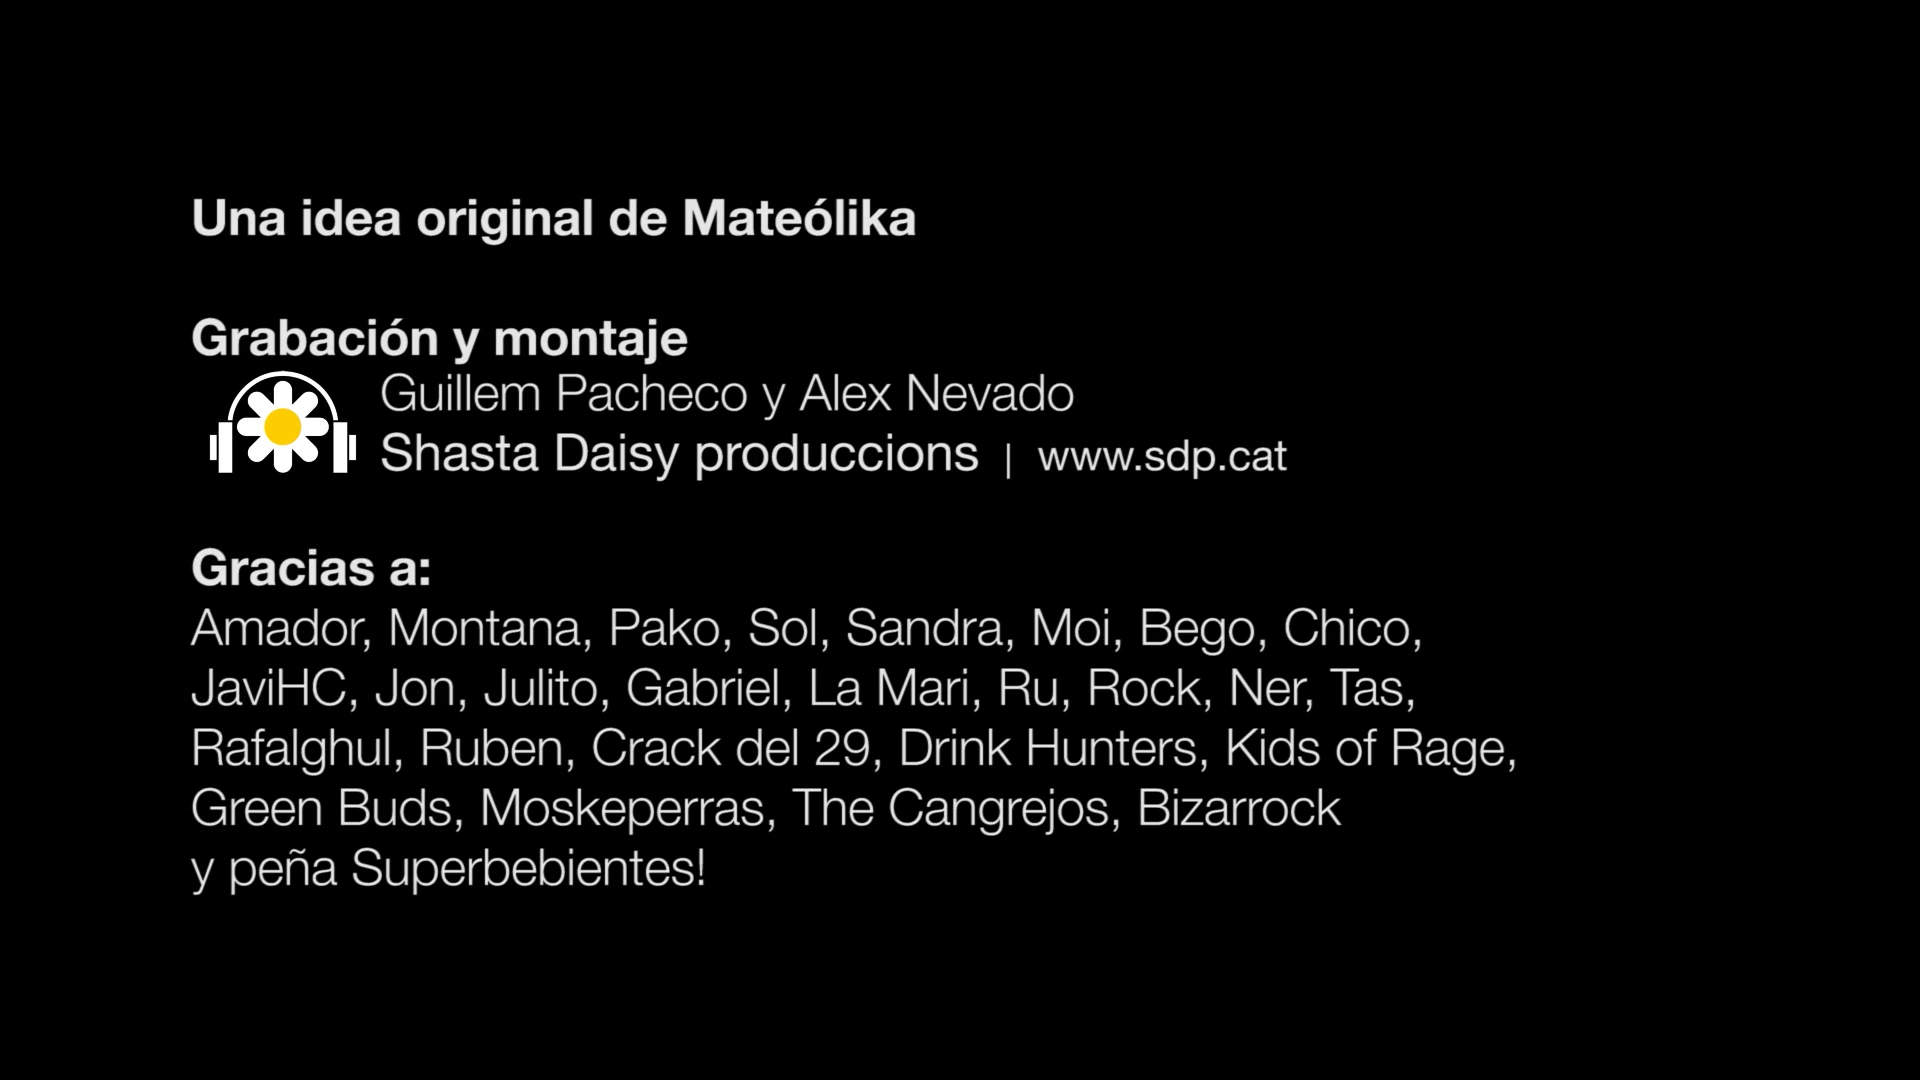 Una idea original de Mateólika
Grabación y montaje
Guillem Pacheco y Alex Nevado
Shasta Daisy produccions | www.sdp.cat
Gracias a:
Amador, Montana, Pako, Sol, Sandra, Moi, Bego, Chico,
JaviHC, Jon, Julito, Gabriel, La Mari, Ru, Rock, Ner, Tas,
Rafalghul, Ruben, Crack del 29, Drink Hunters, Kids of Rage,
Green Buds, Moskeperras, The Cangrejos, Bizarrock
y peña Superbebientes!